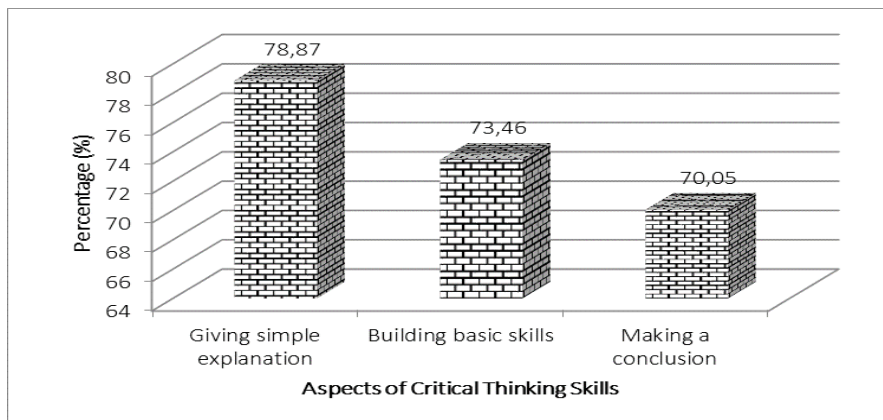 78,87
73,46
70,05
80
78
76
74
72
70
68
66
64
Percentage (%)
Giving simple
explanation
Building basic skills
Making a
conclusion
Aspects of Critical Thinking Skills